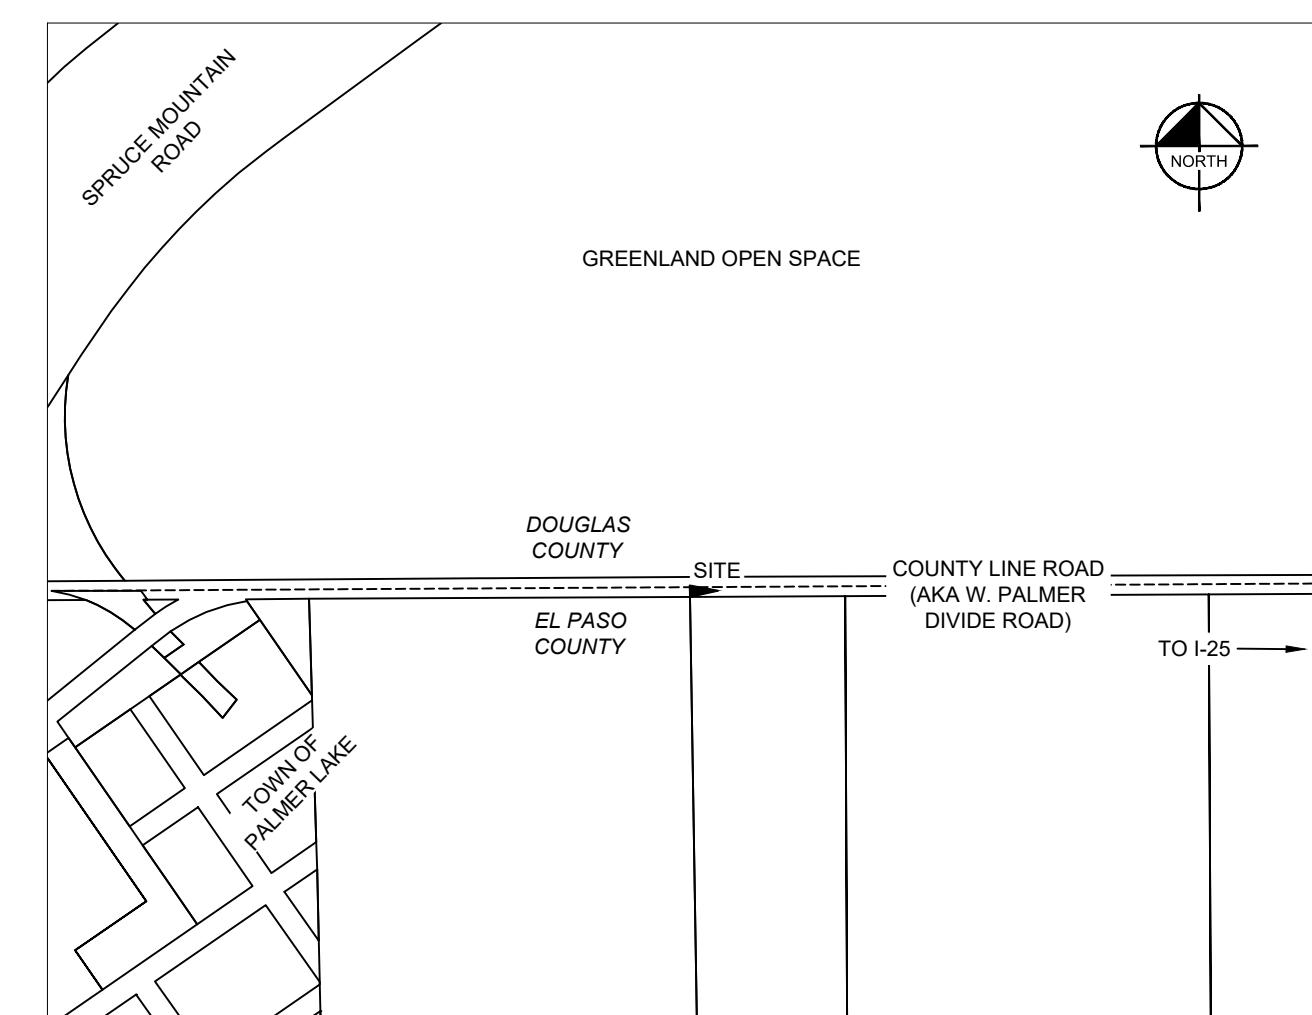 SPRUCE MOUNTAIN
ROAD
NORTH
GREENLAND OPEN SPACE
DOUGLAS
COUNTY
SITE
COUNTY LINE ROAD
(AKA W. PALMER
DIVIDE ROAD)
EL PASO
COUNTY
TO I-25
TOWN OF
PALMER LAKE